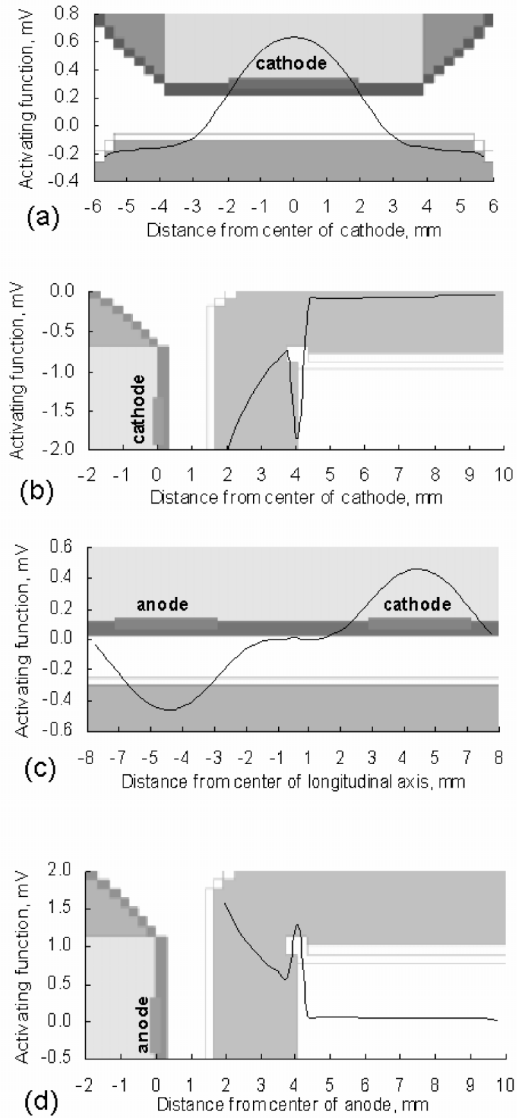 Activating function, mV
0.8
0.6
0.4
0.2
0.0
-0.2
-0.4
cathode
-6 -5 -4 -3 -2 -1 0 1 2 3 4 5 6
(a)
Distance from center of cathode, mm
Activating function, mV
0.0
-0.5
-1.0
-1.5
-2.0
cathode
-2 -1 0 1 2 3 4 5 6 7 8 9 10
(b)
Distance from center of cathode, mm
Activating function, mV
0.6
0.4
0.2
0.0
-0.2
-0.4
-0.6
anode cathode
-8 -7 -5 -4 -3 -2 -1 0 1 2 3 4 5 7 8
(c)
Distance from center of longitudinal axis, mm
Activating function, mV
2.0
1.5
1.0
0.5
0.0
-0.5
anode
-2 -1 0 1 2 3 4 5 6 7 8 9 10
(d)
Distance from center of anode, mm